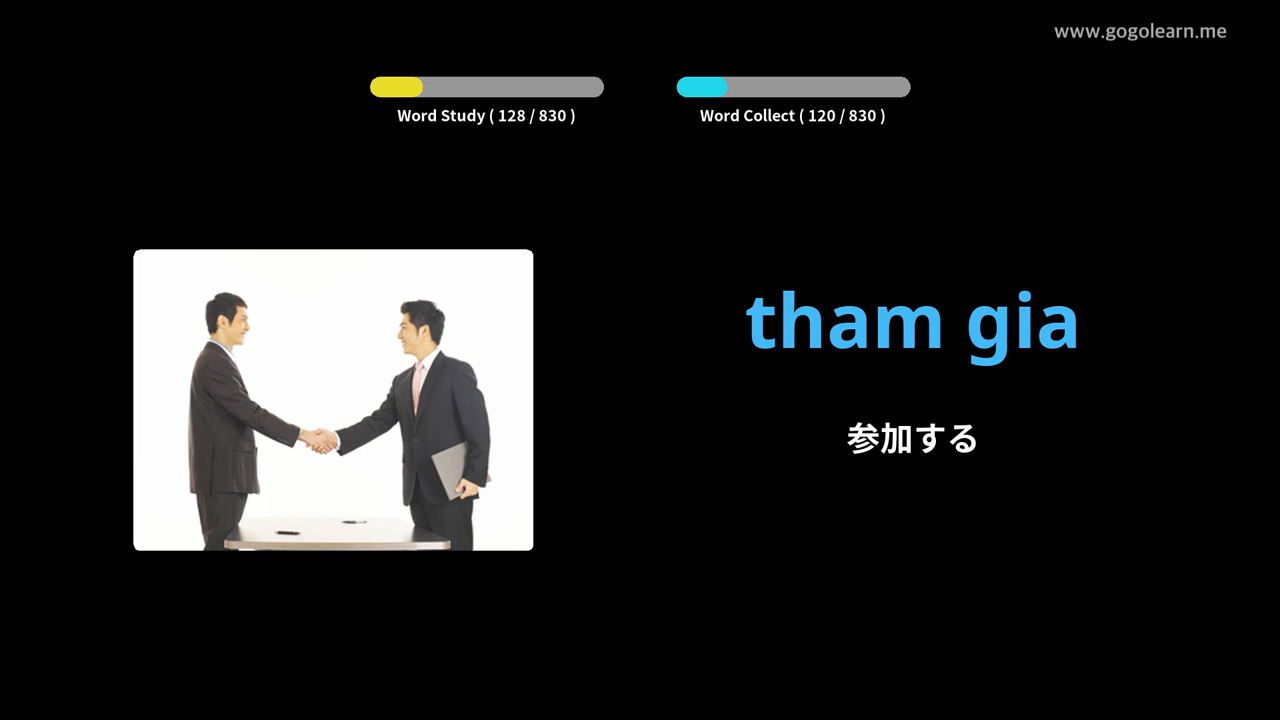 www.gogolearn.me
Word Study ( 128 / 830 )
Word Collect ( 120 / 830 )
tham gia
参加する